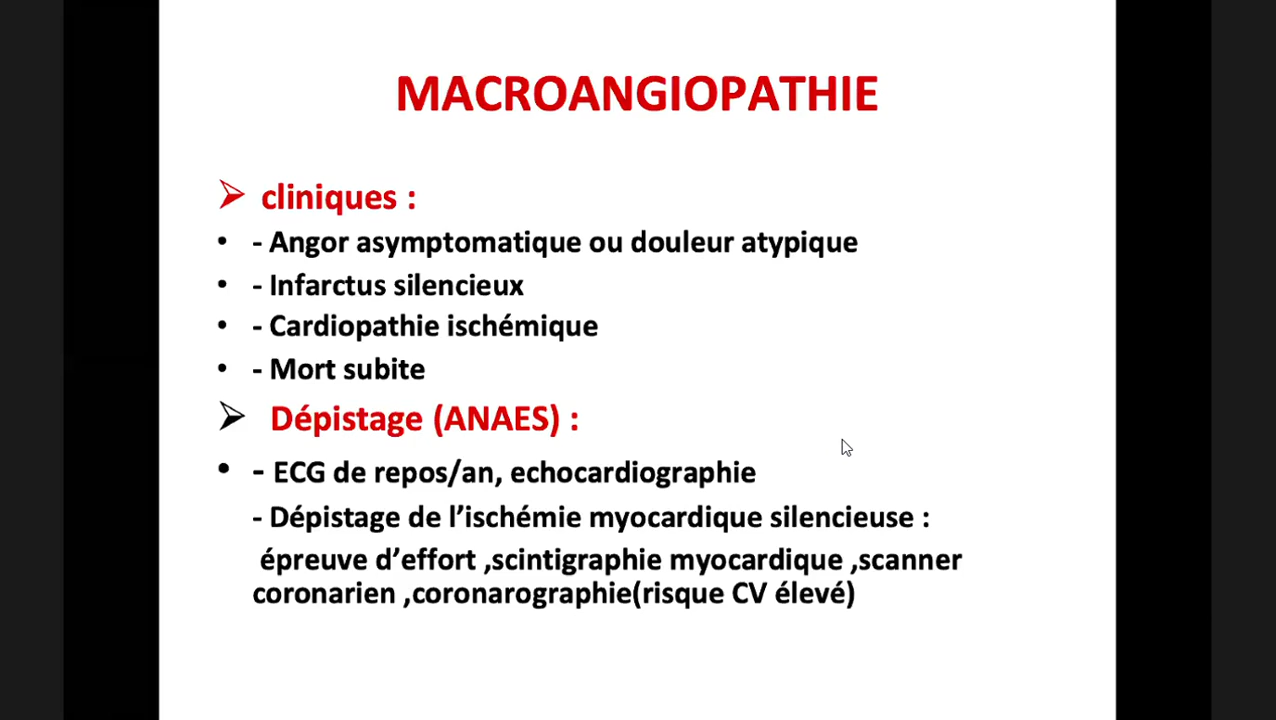 MACROANGIOPATHIE
➢ cliniques :
• - Angor asymptomatique ou douleur atypique
• - Infarctus silencieux
• - Cardiopathie ischémique
• - Mort subite
➢ Dépistage (ANAES) :
• - ECG de repos/an, echocardiographie
- Dépistage de l’ischémie myocardique silencieuse :
épreuve d’effort ,scintigraphie myocardique ,scanner
coronarien ,coronarographie(risque CV élevé)